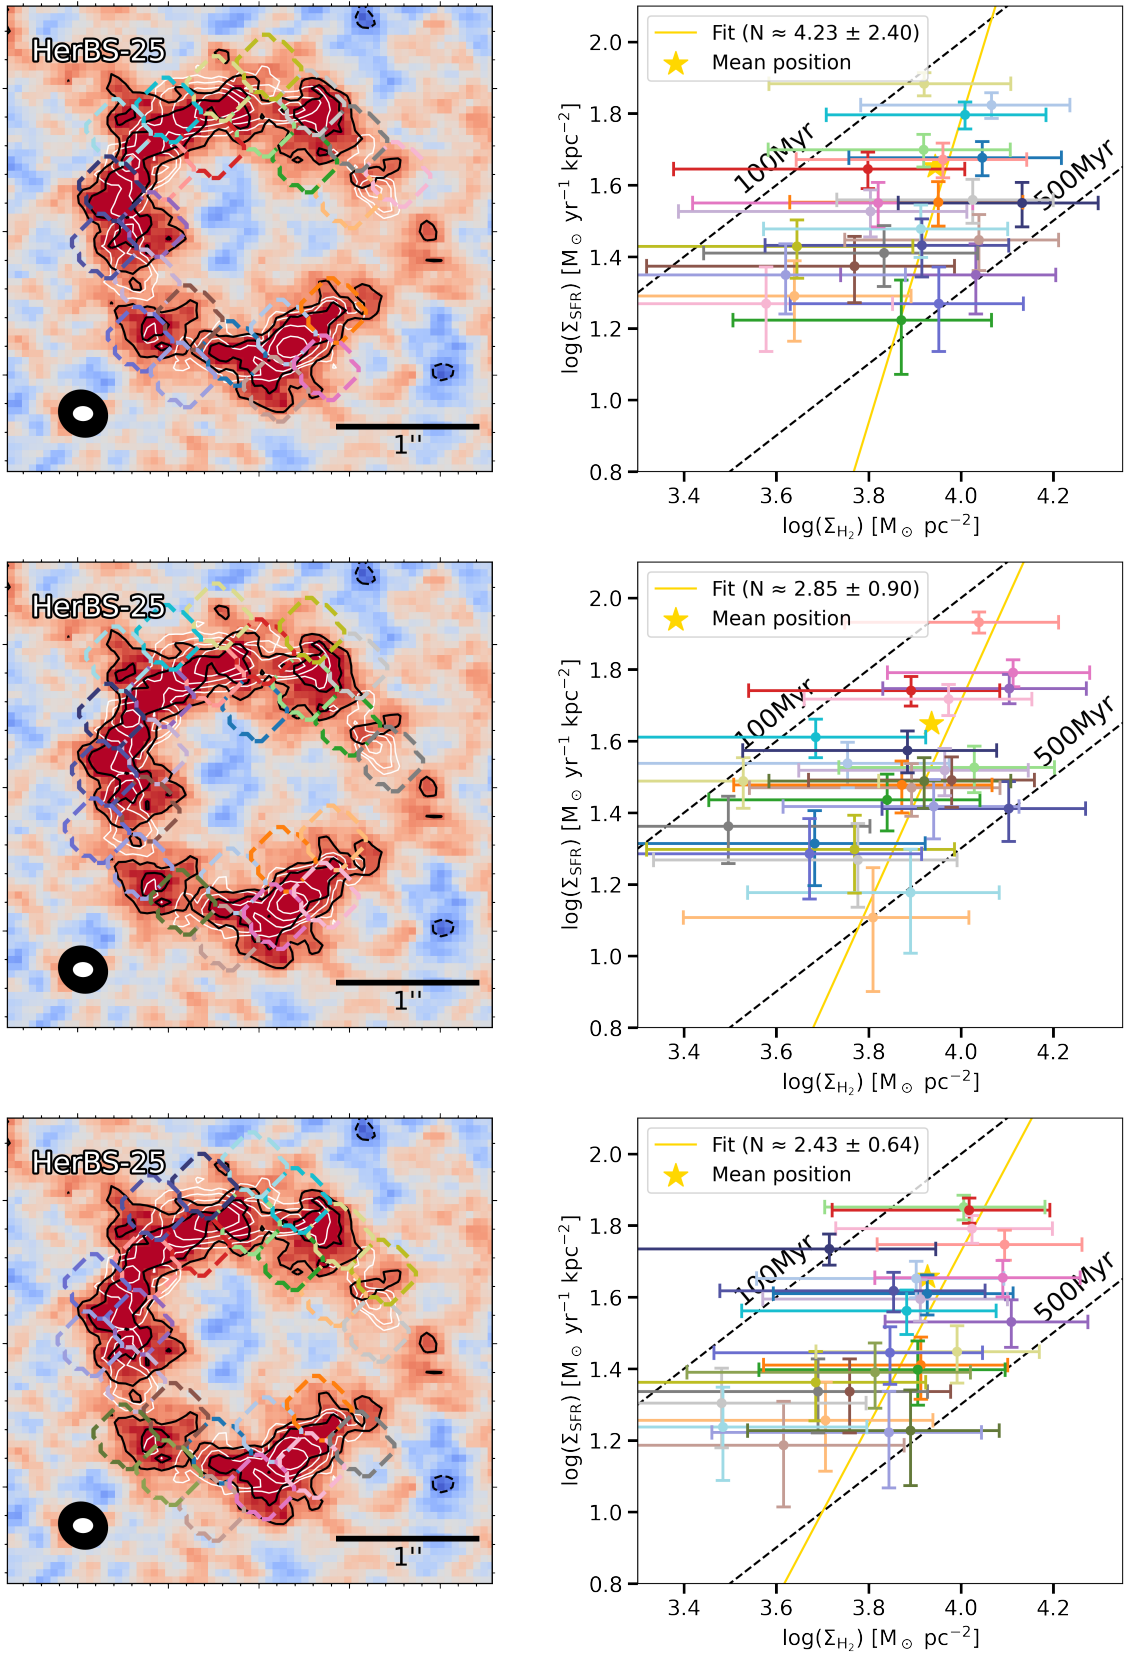 HerBS-25
1''
Fit (N ≈ 4.23 ± 2.40)
Mean position
100Myr
500Myr
2.0
1.8
1.6
1.4
1.2
1.0
0.8
log(Σ_SFR) [M☉ yr⁻¹ kpc⁻²]
3.4 3.6 3.8 4.0 4.2
log(Σ_H₂) [M☉ pc⁻²]
HerBS-25
1''
Fit (N ≈ 2.85 ± 0.90)
Mean position
100Myr
500Myr
2.0
1.8
1.6
1.4
1.2
1.0
0.8
log(Σ_SFR) [M☉ yr⁻¹ kpc⁻²]
3.4 3.6 3.8 4.0 4.2
log(Σ_H₂) [M☉ pc⁻²]
HerBS-25
1''
Fit (N ≈ 2.43 ± 0.64)
Mean position
100Myr
500Myr
2.0
1.8
1.6
1.4
1.2
1.0
0.8
log(Σ_SFR) [M☉ yr⁻¹ kpc⁻²]
3.4 3.6 3.8 4.0 4.2
log(Σ_H₂) [M☉ pc⁻²]